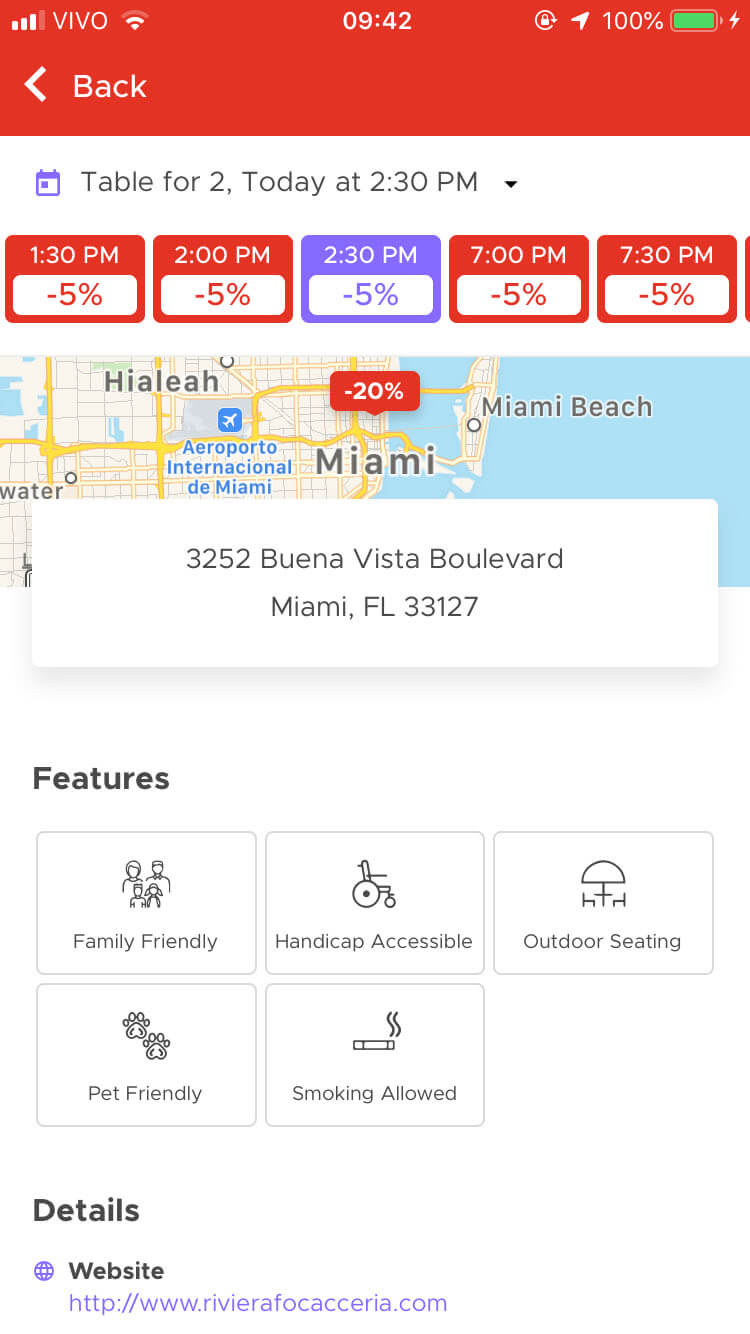 VIVO 09:42 100%
Back
Table for 2, Today at 2:30 PM
1:30 PM 2:00 PM 2:30 PM 7:00 PM 7:30 PM
-5% -5% -5% -5% -5%
Hialeah
-20%
Miami Beach
Aeroporto
Internacional
de Miami
Miami
water
3252 Buena Vista Boulevard
Miami, FL 33127
Features
Family Friendly Handicap Accessible Outdoor Seating
Pet Friendly Smoking Allowed
Details
Website
http://www.rivierafocacceria.com